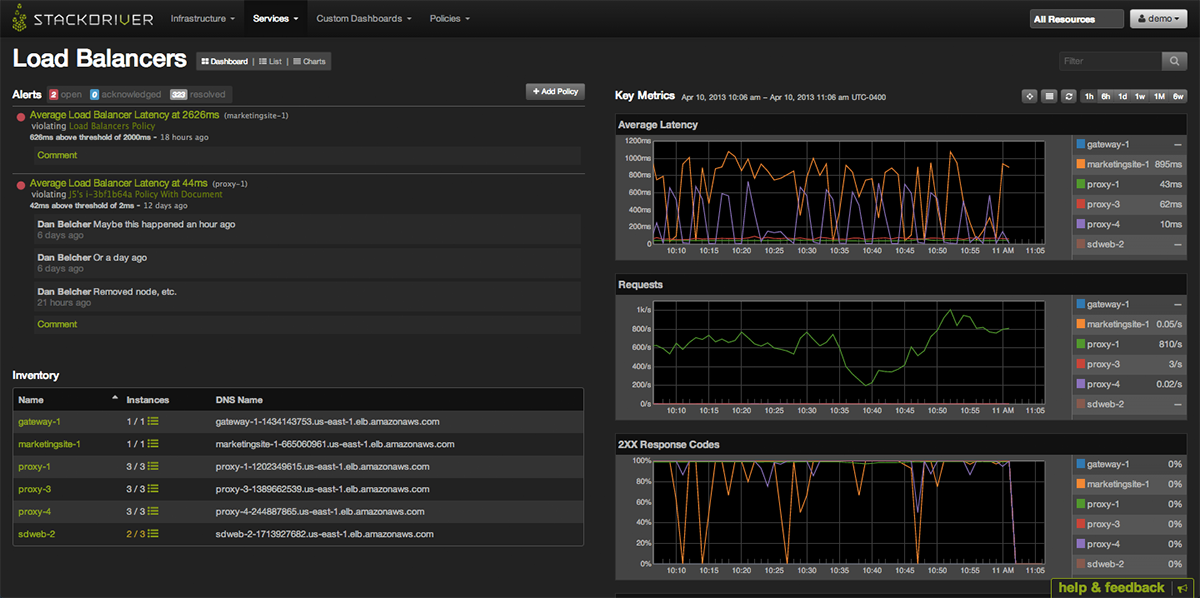 STACKDRIVER Infrastructure Services Custom Dashboards Policies All Resources demo
Load Balancers Dashboard | List | Charts Filter
Alerts 2 open 0 acknowledged 323 resolved + Add Policy
Average Load Balancer Latency at 2626ms (marketingsite-1)
violating Load Balancers Policy
626ms above threshold of 2000ms - 18 hours ago
Comment
Average Load Balancer Latency at 44ms (proxy-1)
violating J5's i-3bf1b64a Policy With Document
42ms above threshold of 2ms - 12 days ago
Dan Belcher Maybe this happened an hour ago
6 days ago
Dan Belcher Or a day ago
6 days ago
Dan Belcher Removed node, etc.
21 hours ago
Comment
Inventory
Name Instances DNS Name
gateway-1 1 / 1 gateway-1-1434143753.us-east-1.elb.amazonaws.com
marketingsite-1 1 / 1 marketingsite-1-665060961.us-east-1.elb.amazonaws.com
proxy-1 3 / 3 proxy-1-1202349615.us-east-1.elb.amazonaws.com
proxy-3 3 / 3 proxy-3-1389662539.us-east-1.elb.amazonaws.com
proxy-4 3 / 3 proxy-4-244887865.us-east-1.elb.amazonaws.com
sdweb-2 2 / 3 sdweb-2-1713927682.us-east-1.elb.amazonaws.com
Key Metrics Apr 10, 2013 10:06 am - Apr 10, 2013 11:06 am UTC-0400 1h 6h 1d 1w 1M 6w
Average Latency
1200ms
1000ms
800ms
600ms
400ms
200ms
0
10:10 10:15 10:20 10:25 10:30 10:35 10:40 10:45 10:50 10:55 11 AM 11:05
gateway-1 —
marketingsite-1 895ms
proxy-1 43ms
proxy-3 62ms
proxy-4 10ms
sdweb-2 —
Requests
1k/s
800/s
600/s
400/s
200/s
0/s
10:10 10:15 10:20 10:25 10:30 10:35 10:40 10:45 10:50 10:55 11 AM 11:05
gateway-1 —
marketingsite-1 0.05/s
proxy-1 810/s
proxy-3 3/s
proxy-4 0.02/s
sdweb-2 —
2XX Response Codes
100%
80%
60%
40%
20%
0%
10:10 10:15 10:20 10:25 10:30 10:35 10:40 10:45 10:50 10:55 11 AM 11:05
gateway-1 0%
marketingsite-1 0%
proxy-1 0%
proxy-3 0%
proxy-4 0%
sdweb-2 0%
help & feedback